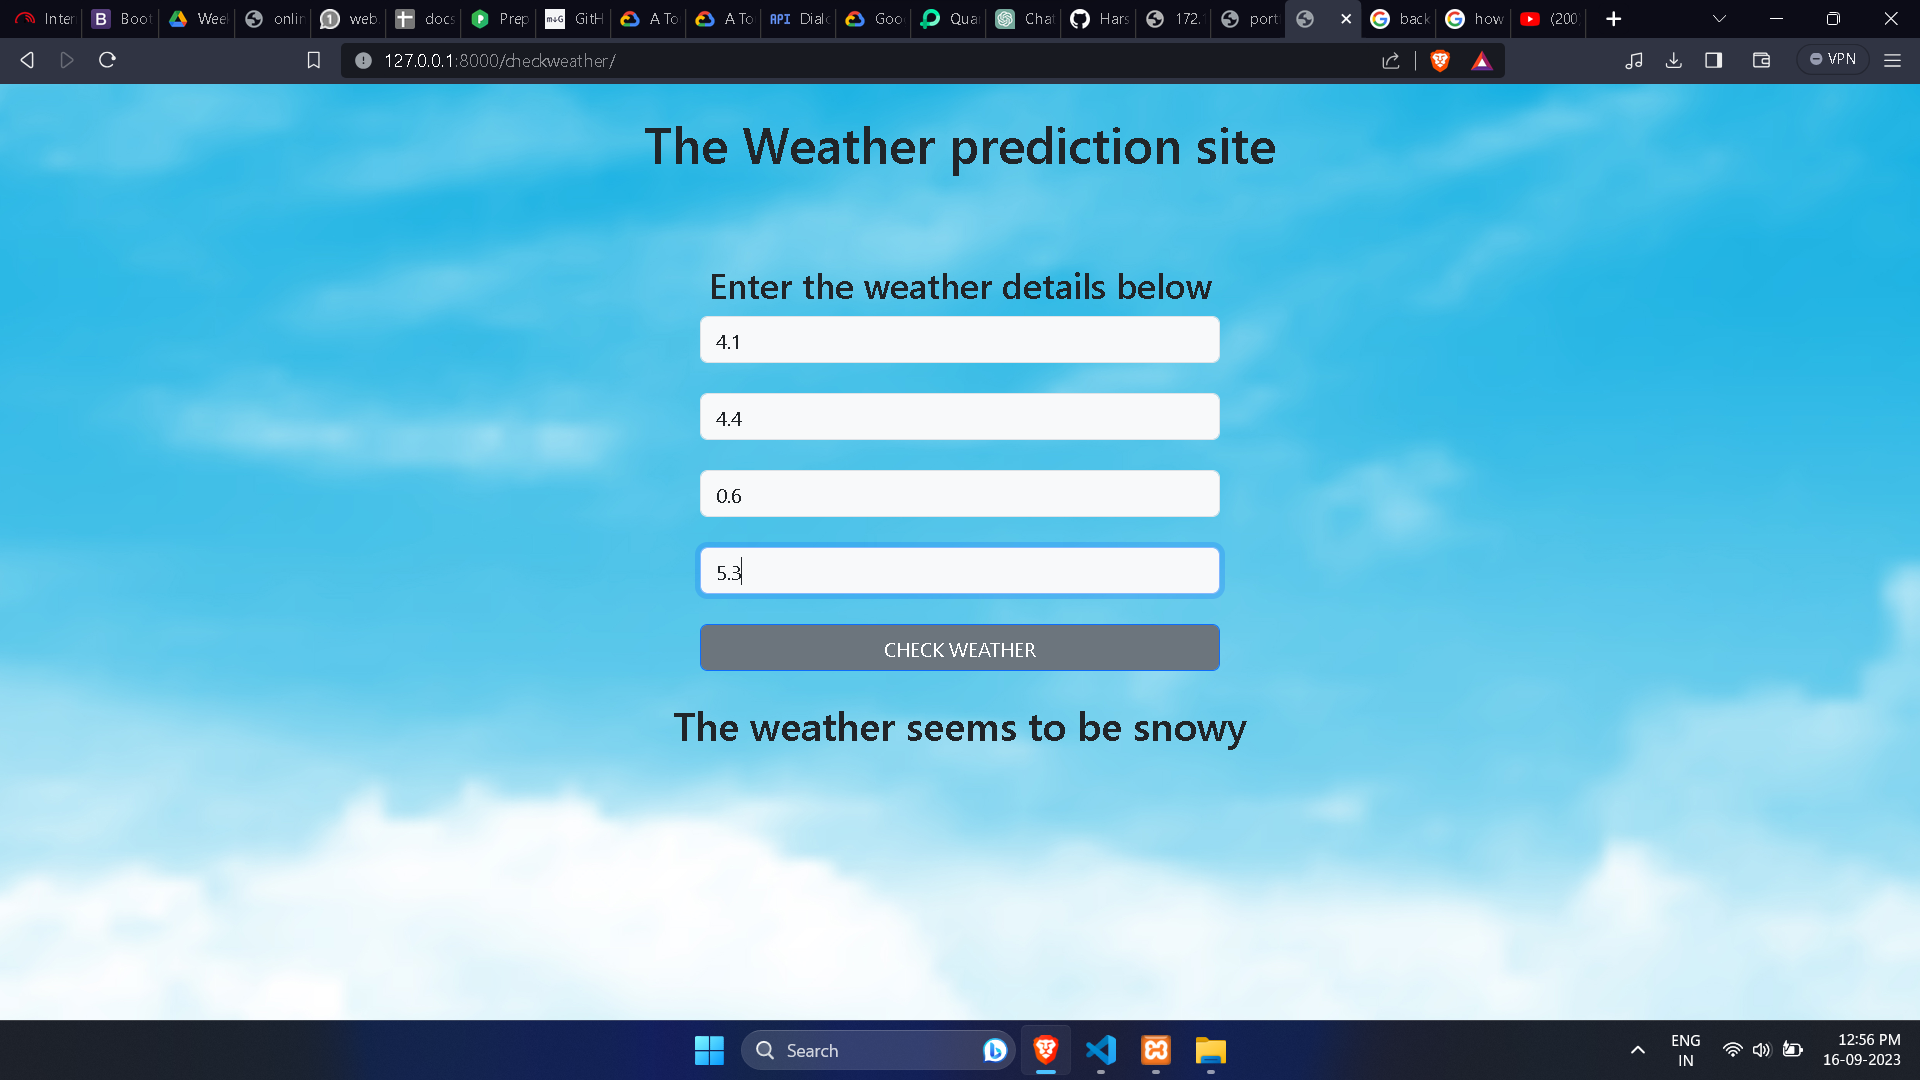 Inter
Boot
Week
onlin
web.
docs
Prep
GitH
A To
A To
API Dialo
Goo
Qua
Chat
Hars
172.
port
back
how
(200
127.0.0.1:8000/checkweather/
VPN
The Weather prediction site
Enter the weather details below
4.1
4.4
0.6
5.3
CHECK WEATHER
The weather seems to be snowy
Search
ENG
IN
12:56 PM
16-09-2023